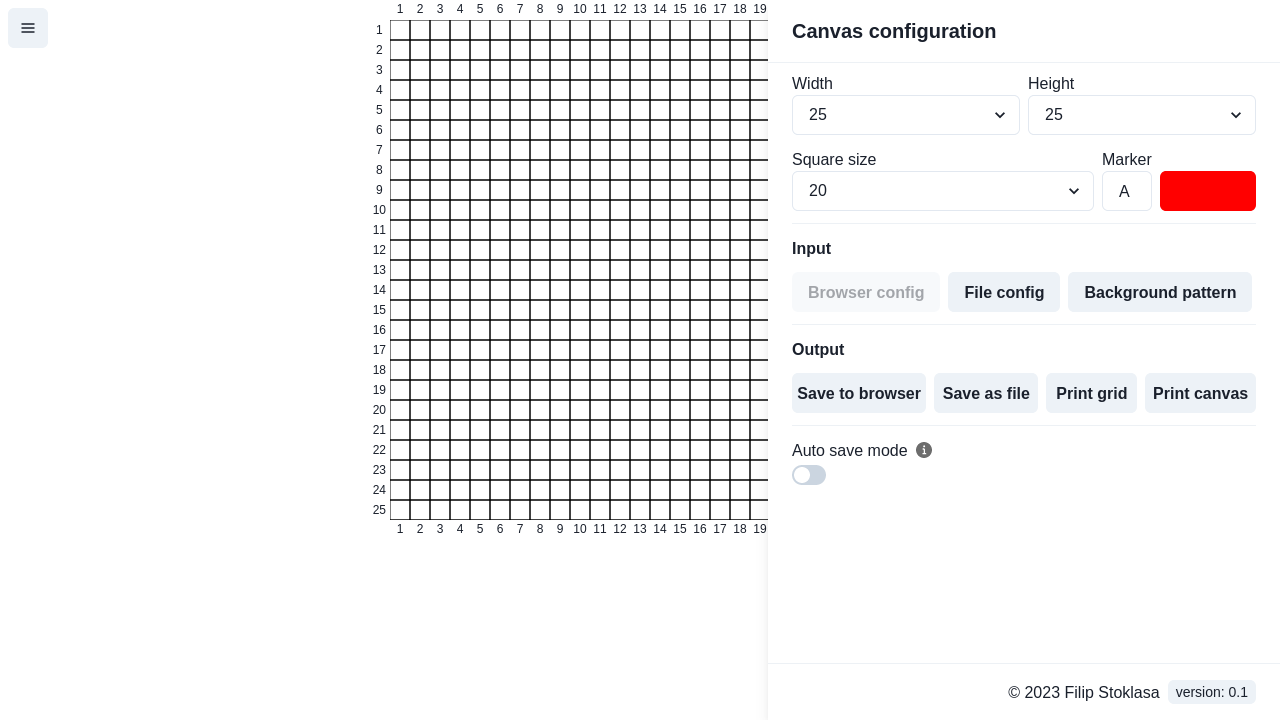 1 2 3 4 5 6 7 8 9 10 11 12 13 14 15 16 17 18 19
1
2
3
4
5
6
7
8
9
10
11
12
13
14
15
16
17
18
19
20
21
22
23
24
25
1 2 3 4 5 6 7 8 9 10 11 12 13 14 15 16 17 18 19
Canvas configuration
Width Height
25 25
Square size Marker
20 A
Input
Browser config File config Background pattern
Output
Save to browser Save as file Print grid Print canvas
Auto save mode
© 2023 Filip Stoklasa version: 0.1